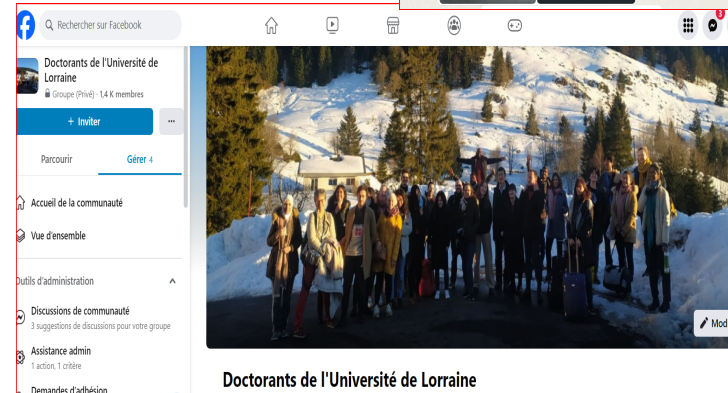 Rechercher sur Facebook
3
Doctorants de l'Université de
Lorraine
Groupe (Privé) · 1,4 K membres
+ Inviter
...
Parcourir
Gérer 4
Accueil de la communauté
Vue d'ensemble
Outils d'administration
Discussions de communauté
3 suggestions de discussions pour votre groupe
Assistance admin
1 action, 1 critère
Demandes d'adhésion
Mod
Doctorants de l'Université de Lorraine